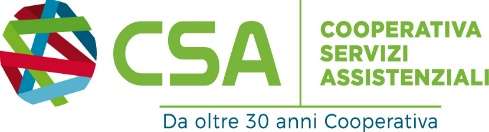 CSA
COOPERATIVA
SERVIZI
ASSISTENZIALI
Da oltre 30 anni Cooperativa